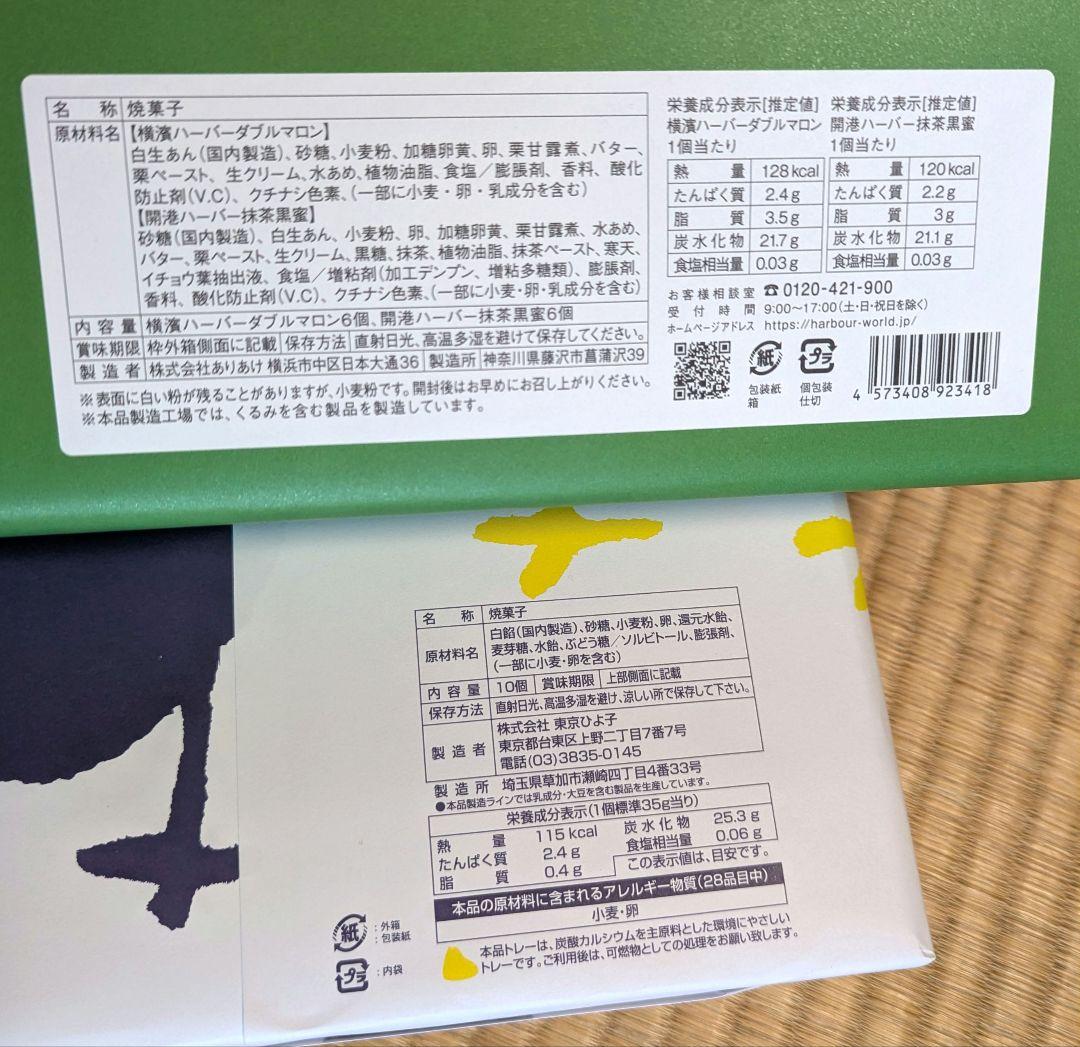 名 称 焼菓子
原材料名 【横濱ハーバーダブルマロン】
白生あん(国内製造)、砂糖、小麦粉、加糖卵黄、卵、栗甘露煮、バター、
栗ペースト、生クリーム、水あめ、植物油脂、食塩/膨脹剤、香料、酸化
防止剤(V.C)、クチナシ色素、(一部に小麦・卵・乳成分を含む)
【開港ハーバー抹茶黒蜜】
砂糖(国内製造)、白生あん、小麦粉、卵、加糖卵黄、栗甘露煮、水あめ、
バター、栗ペースト、生クリーム、黒糖、抹茶、植物油脂、抹茶ペースト、寒天、
イチョウ葉抽出液、食塩/増粘剤(加工デンプン、増粘多糖類)、膨脹剤、
香料、酸化防止剤(V.C)、クチナシ色素、(一部に小麦・卵・乳成分を含む)
内容量 横濱ハーバーダブルマロン6個、開港ハーバー抹茶黒蜜6個
賞味期限 枠外箱側面に記載 保存方法 直射日光、高温多湿を避けて保存してください。
製造者 株式会社ありあけ 横浜市中区日本大通36 製造所 神奈川県藤沢市菖蒲沢39
※表面に白い粉が残ることがありますが、小麦粉です。開封後はお早めにお召し上がりください。
※本品製造工場では、くるみを含む製品を製造しています。
栄養成分表示[推定値] 栄養成分表示[推定値]
横濱ハーバーダブルマロン 開港ハーバー抹茶黒蜜
1個当たり 1個当たり
熱量 128kcal 熱量 120kcal
たんぱく質 2.4g たんぱく質 2.2g
脂質 3.5g 脂質 3g
炭水化物 21.7g 炭水化物 21.1g
食塩相当量 0.03g 食塩相当量 0.03g
お客様相談室 ☎0120-421-900
受付時間 9:00〜17:00(土・日・祝日を除く)
ホームページアドレス https://harbour-world.jp/
紙 プラ
包装紙 個包装
箱 仕切
4 573408 923418
名 称 焼菓子
原材料名 白餡(国内製造)、砂糖、小麦粉、卵、還元水飴、
麦芽糖、水飴、ぶどう糖/ソルビトール、膨張剤、
(一部に小麦・卵を含む)
内容量 10個 賞味期限 上部側面に記載
保存方法 直射日光、高温多湿を避け、涼しい所で保存して下さい。
製造者 株式会社 東京ひよ子
東京都台東区上野二丁目7番7号
電話(03)3835-0145
製造所 埼玉県草加市瀬崎四丁目4番33号
●本品製造ラインでは乳成分・大豆を含む製品を生産しています。
栄養成分表示(1個標準35g当り)
熱量 115kcal 炭水化物 25.3g
たんぱく質 2.4g 食塩相当量 0.06g
脂質 0.4g この表示値は、目安です。
本品の原材料に含まれるアレルギー物質(28品目中)
小麦・卵
紙 :外箱
:包装紙
プラ :内袋
本品トレーは、炭酸カルシウムを主原料とした環境にやさしい
トレーです。ご利用後は、可燃物としての処理をお願い致します。